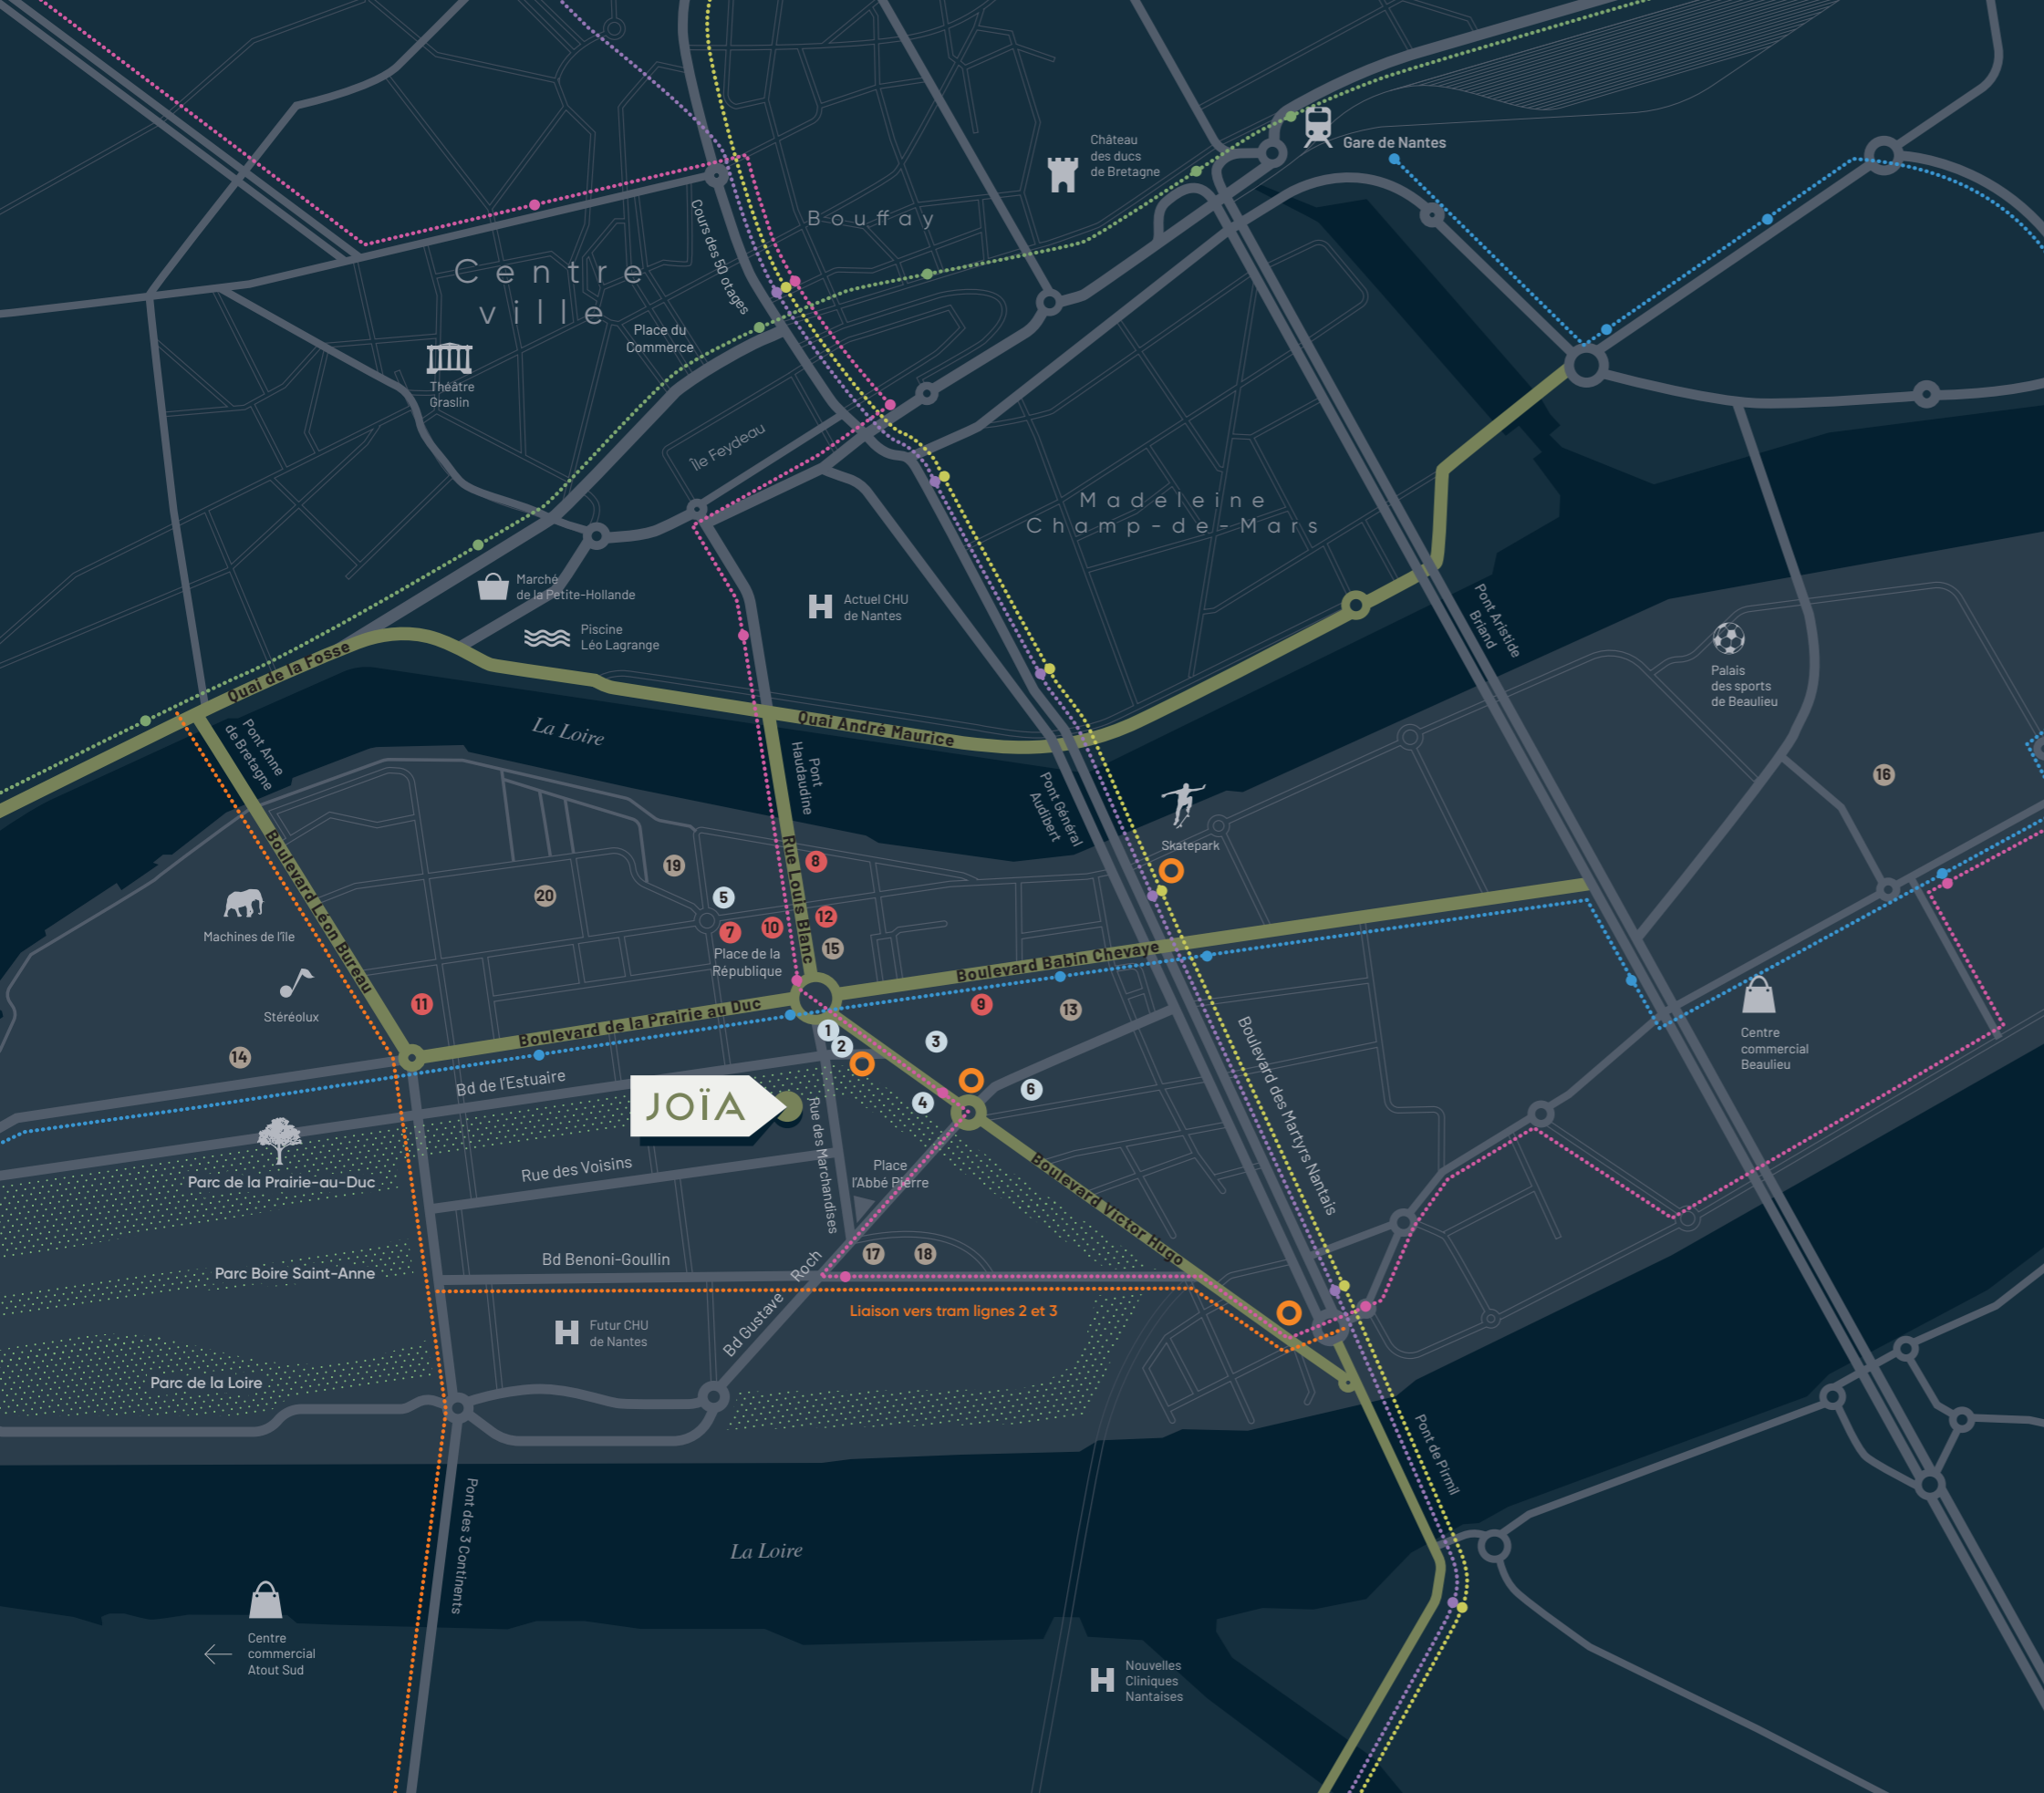 Château
des ducs
de Bretagne
Gare de Nantes
Bouffay
Cours des 50 otages
Centre
ville
Place du
Commerce
Théâtre
Graslin
Île Feydeau
Madeleine
Champ-de-Mars
Marché
de la Petite-Hollande
Actuel CHU
de Nantes
Piscine
Léo Lagrange
Pont Aristide
Briand
Palais
des sports
de Beaulieu
Quai de la Fosse
La Loire
Quai André Maurice
Pont Anne
de Bretagne
Pont
Haudaudine
Pont Général
Audibert
16
Skatepark
Boulevard Léon Bureau
Rue Louis Blanc
8
19
20
5
12
7
10
15
Machines de l'île
Place de la
République
Boulevard Babin Chevaye
Stéréolux
11
9
13
Boulevard de la Prairie au Duc
1
2
3
14
Centre
commercial
Beaulieu
Bd de l'Estuaire
JOÏA
4
6
Boulevard des Martyrs Nantais
Rue des Marchandises
Rue des Voisins
Place
l'Abbé Pierre
Parc de la Prairie-au-Duc
Boulevard Victor Hugo
Bd Benoni-Goullin
17
18
Parc Boire Saint-Anne
Bd Gustave Roch
Liaison vers tram lignes 2 et 3
Futur CHU
de Nantes
Parc de la Loire
Pont de Pirmil
Pont des 3 Continents
La Loire
Centre
commercial
Atout Sud
Nouvelles
Cliniques
Nantaises